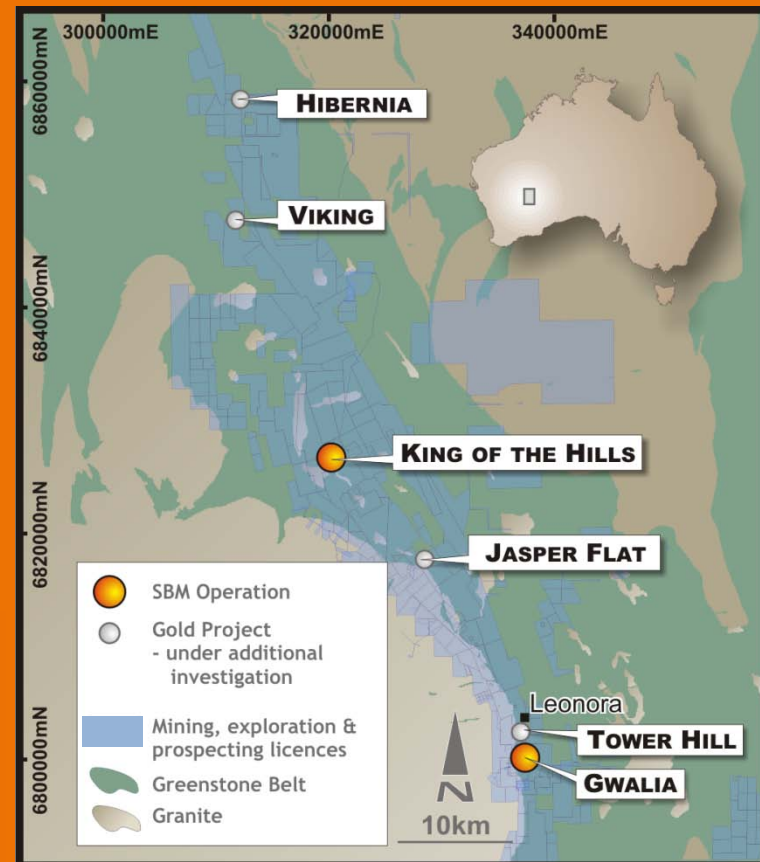 300000mE
320000mE
340000mE
6860000mN
6840000mN
6820000mN
6800000mN
HIBERNIA
VIKING
KING OF THE HILLS
JASPER FLAT
Leonora
TOWER HILL
GWALIA
SBM Operation
Gold Project
- under additional
investigation
Mining, exploration &
prospecting licences
Greenstone Belt
Granite
N
10km